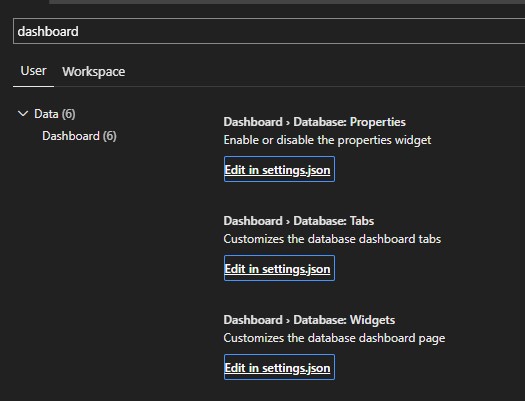 dashboard
User Workspace
Data (6)
Dashboard (6)
Dashboard › Database: Properties
Enable or disable the properties widget
Edit in settings.json
Dashboard › Database: Tabs
Customizes the database dashboard tabs
Edit in settings.json
Dashboard › Database: Widgets
Customizes the database dashboard page
Edit in settings.json